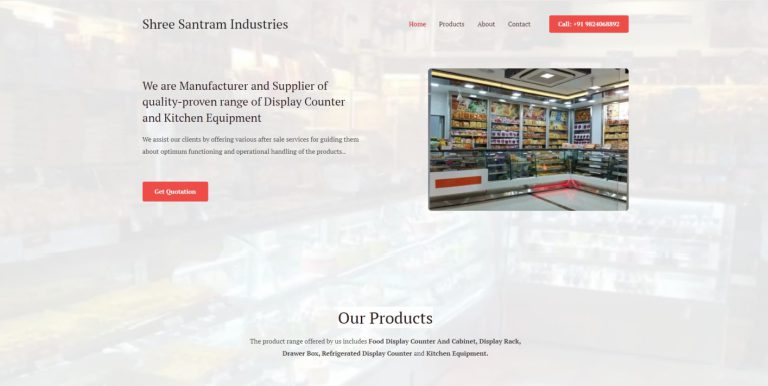 Shree Santram Industries
Home Products About Contact Call: +91 9824068892
We are Manufacturer and Supplier of
quality-proven range of Display Counter
and Kitchen Equipment
We assist our clients by offering various after sale services for guiding them
about optimum functioning and operational handling of the products..
Get Quotation
Our Products
The product range offered by us includes Food Display Counter And Cabinet, Display Rack,
Drawer Box, Refrigerated Display Counter and Kitchen Equipment.